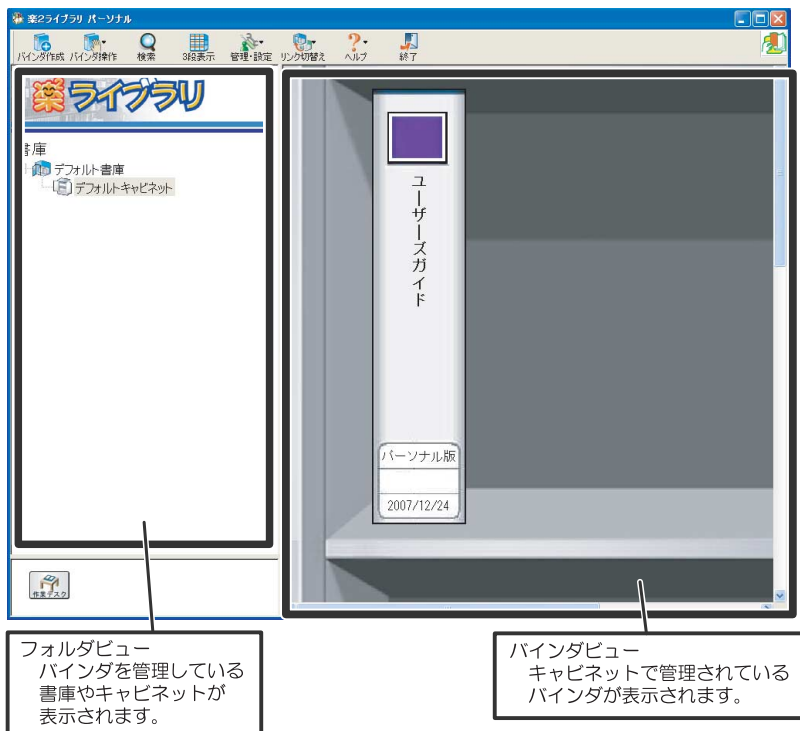 楽2ライブラリ パーソナル
バインダ作成 バインダ操作 検索 3段表示 管理・設定 リンク切替え ヘルプ 終了
楽ライブラリ
書庫
デフォルト書庫
デフォルトキャビネット
ユーザーズガイド
パーソナル版
2007/12/24
作業デスク
フォルダビュー
バインダを管理している
書庫やキャビネットが
表示されます。
バインダビュー
キャビネットで管理されている
バインダが表示されます。